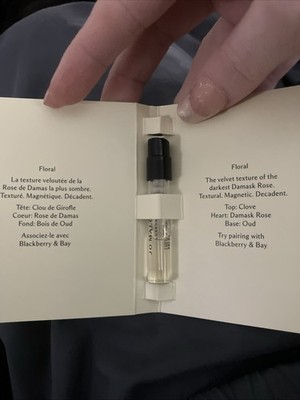 Floral
La texture veloutée de la
Rose de Damas la plus sombre.
Texturé. Magnétique. Décadent.
Tête: Clou de Girofle
Coeur: Rose de Damas
Fond: Bois de Oud
Associez-le avec
Blackberry & Bay
Floral
The velvet texture of the
darkest Damask Rose.
Textural. Magnetic. Decadent.
Top: Clove
Heart: Damask Rose
Base: Oud
Try pairing with
Blackberry & Bay